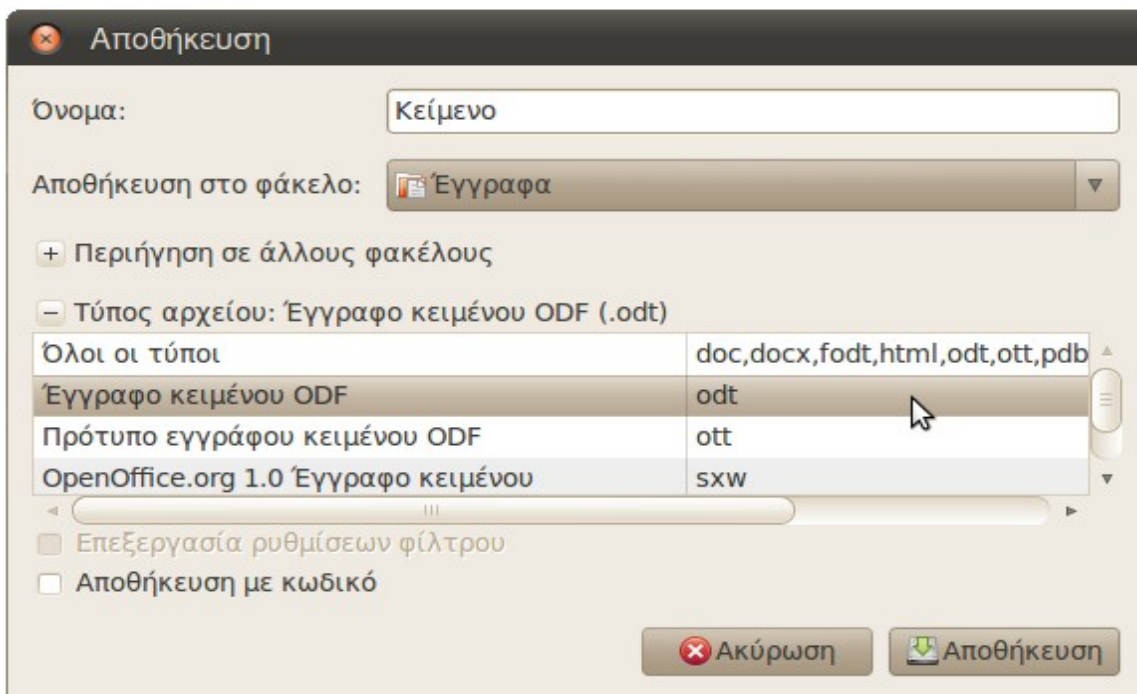 Αποθήκευση
Όνομα: Κείμενο
Αποθήκευση στο φάκελο: Έγγραφα
Περιήγηση σε άλλους φακέλους
Τύπος αρχείου: Έγγραφο κειμένου ODF (.odt)
Όλοι οι τύποι doc,docx,fodt,html,odt,ott,pdb
Έγγραφο κειμένου ODF odt
Πρότυπο εγγράφου κειμένου ODF ott
OpenOffice.org 1.0 Έγγραφο κειμένου sxw
Επεξεργασία ρυθμίσεων φίλτρου
Αποθήκευση με κωδικό
Ακύρωση Αποθήκευση